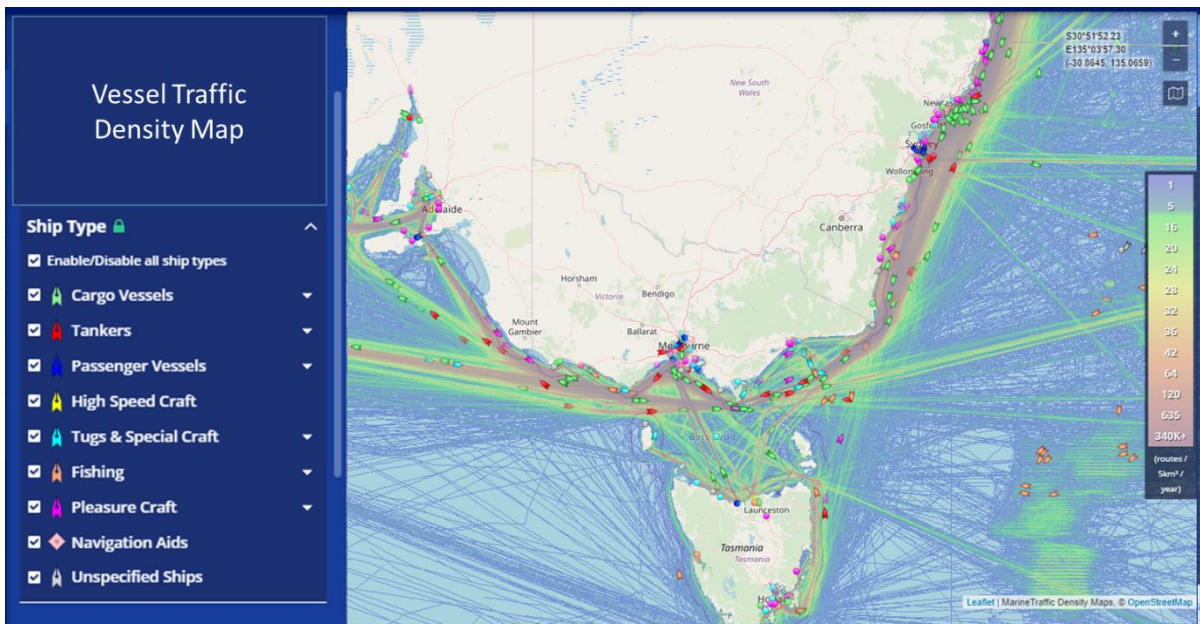 Vessel Traffic
Density Map
Ship Type
Enable/Disable all ship types
Cargo Vessels
Tankers
Passenger Vessels
High Speed Craft
Tugs & Special Craft
Fishing
Pleasure Craft
Navigation Aids
Unspecified Ships
S30°51'52.23
E135°03'57.30
(-30.8645, 135.0659)
+
−
New South
Wales
Sydney
Wollongong
Adelaide
Canberra
Horsham
Victoria
Bendigo
Mount
Gambier
Ballarat
Melbourne
Bass Strait
Launceston
Tasmania
Tasmania
1
5
16
20
24
28
32
36
42
64
120
635
340K+
(routes /
5km² /
year)
Leaflet | MarineTraffic Density Maps, © OpenStreetMap